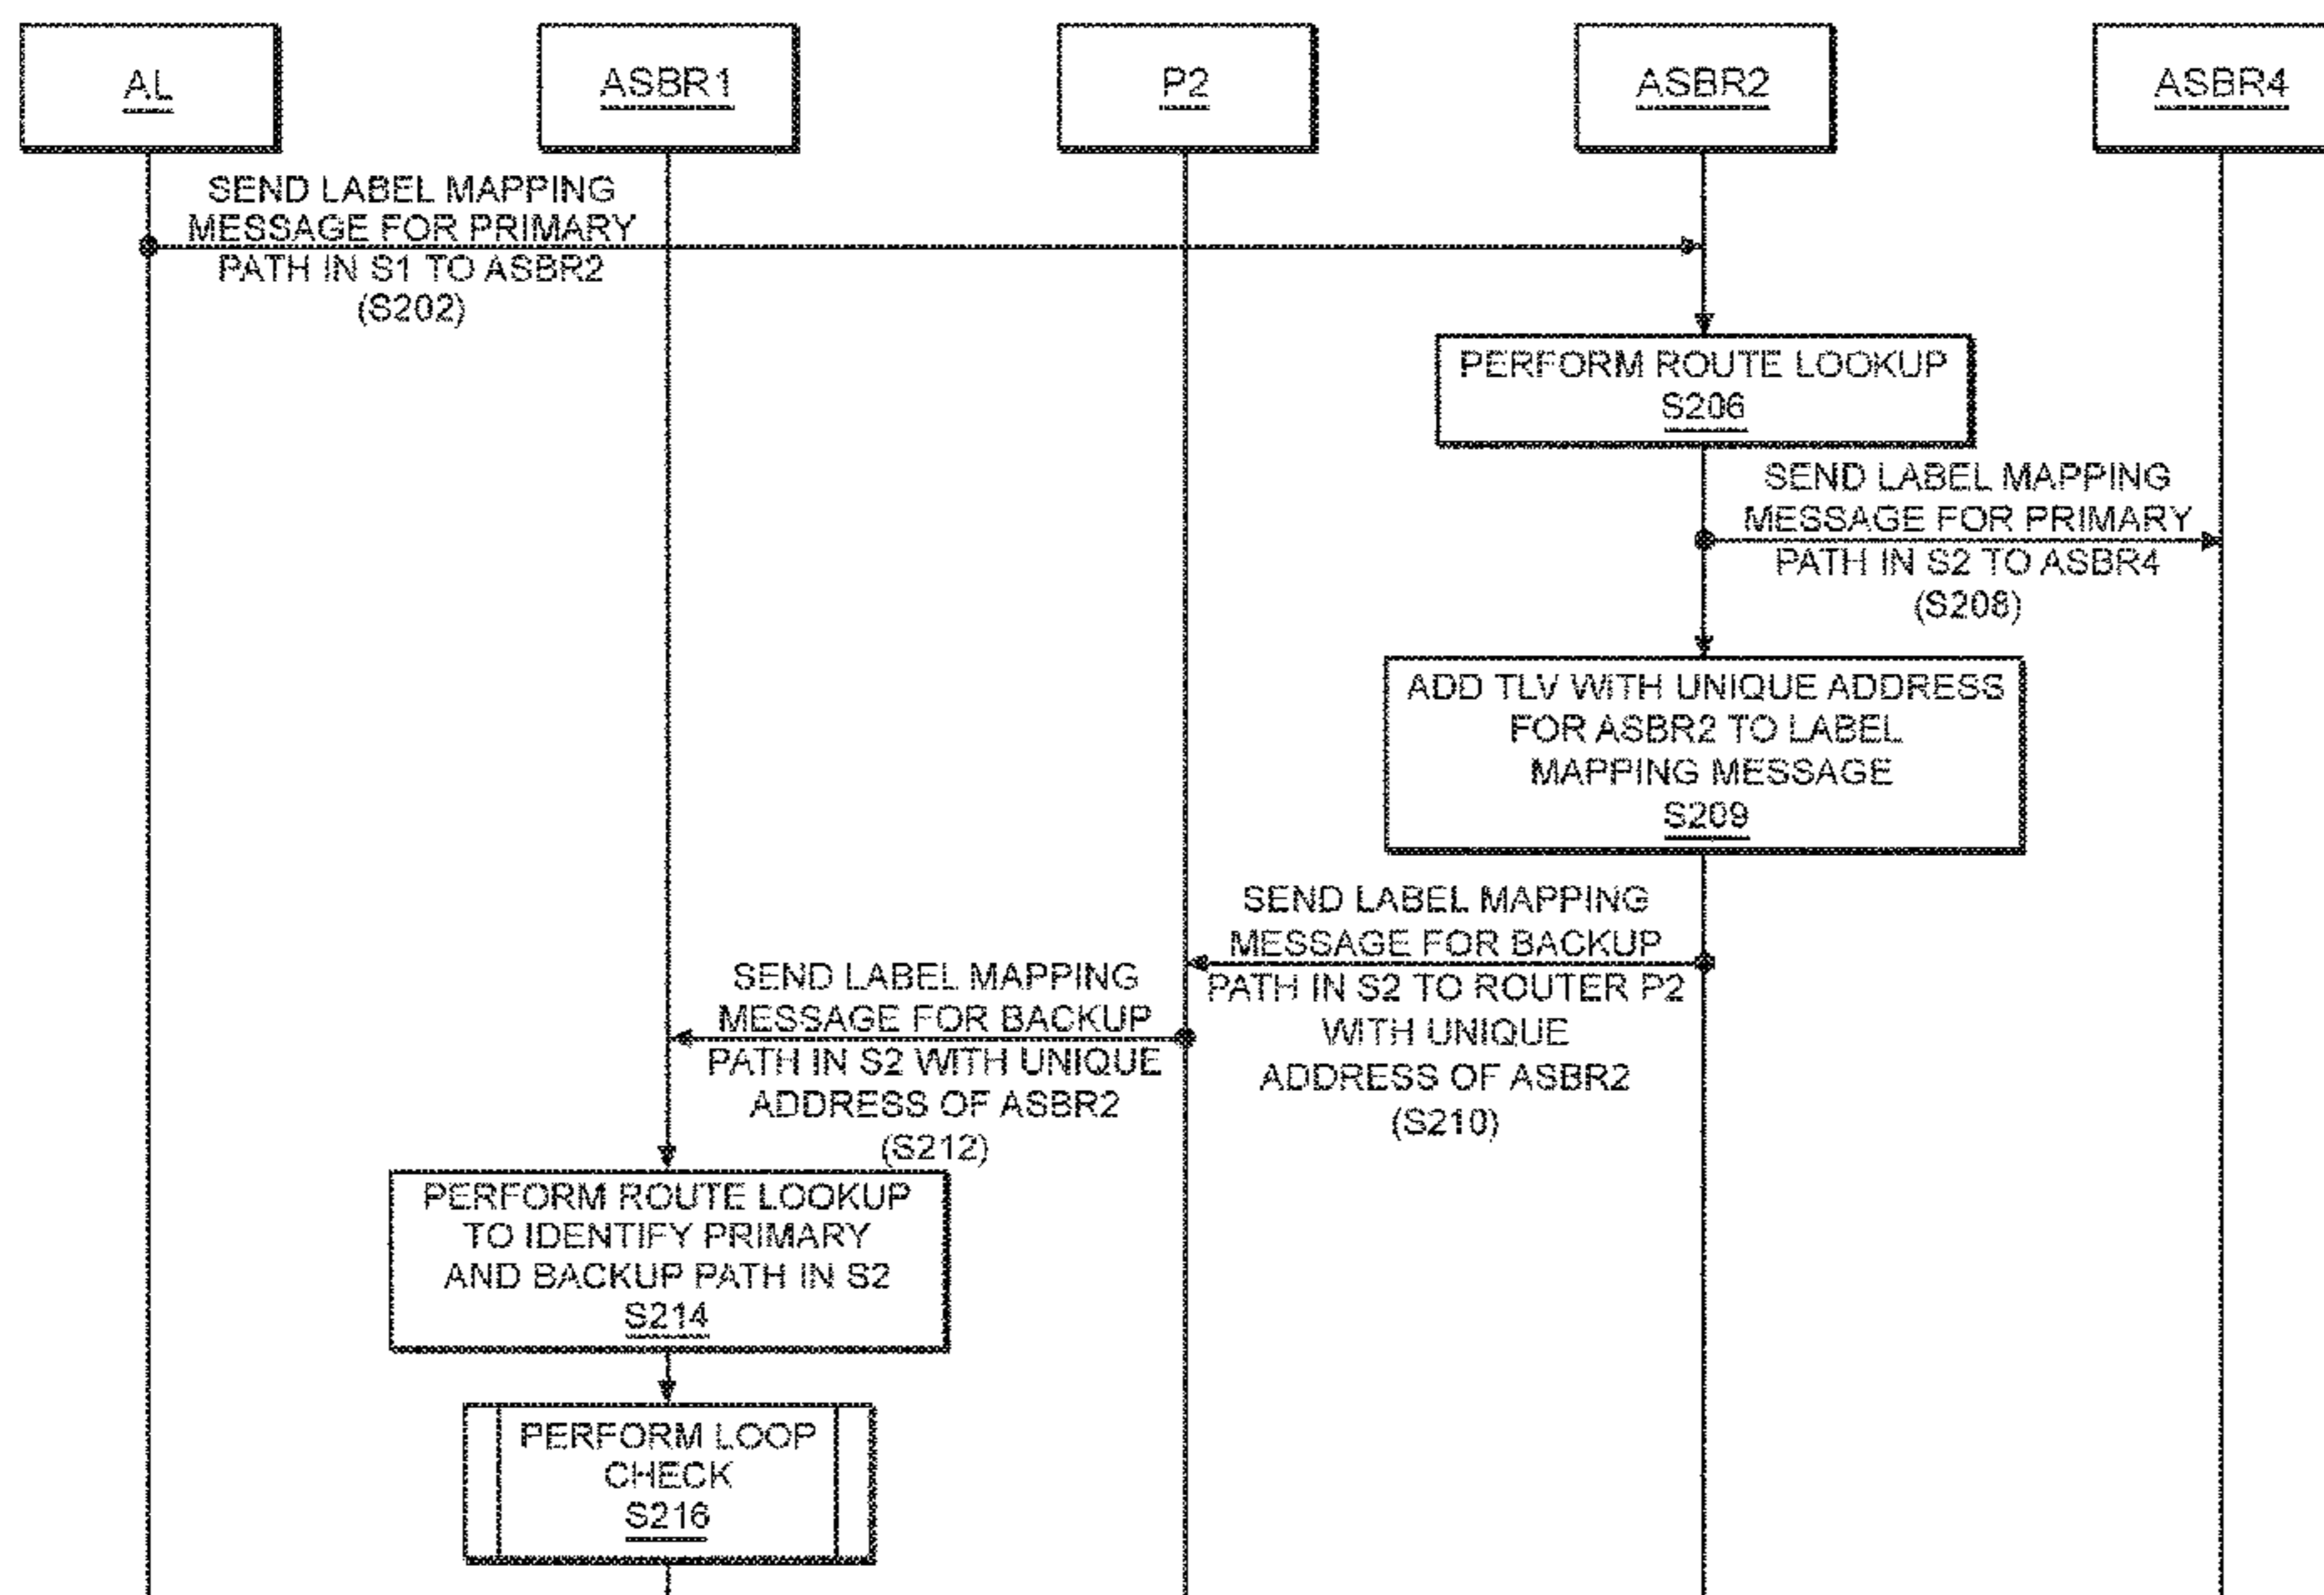 AL
ASBR1
P2
ASBR2
ASBR4
SEND LABEL MAPPING
MESSAGE FOR PRIMARY
PATH IN S1 TO ASBR2
(S202)
PERFORM ROUTE LOOKUP
S206
SEND LABEL MAPPING
MESSAGE FOR PRIMARY
PATH IN S2 TO ASBR4
(S208)
ADD TLV WITH UNIQUE ADDRESS
FOR ASBR2 TO LABEL
MAPPING MESSAGE
S209
SEND LABEL MAPPING
MESSAGE FOR BACKUP
PATH IN S2 TO ROUTER P2
WITH UNIQUE
ADDRESS OF ASBR2
(S210)
SEND LABEL MAPPING
MESSAGE FOR BACKUP
PATH IN S2 WITH UNIQUE
ADDRESS OF ASBR2
(S212)
PERFORM ROUTE LOOKUP
TO IDENTIFY PRIMARY
AND BACKUP PATH IN S2
S214
PERFORM LOOP
CHECK
S216